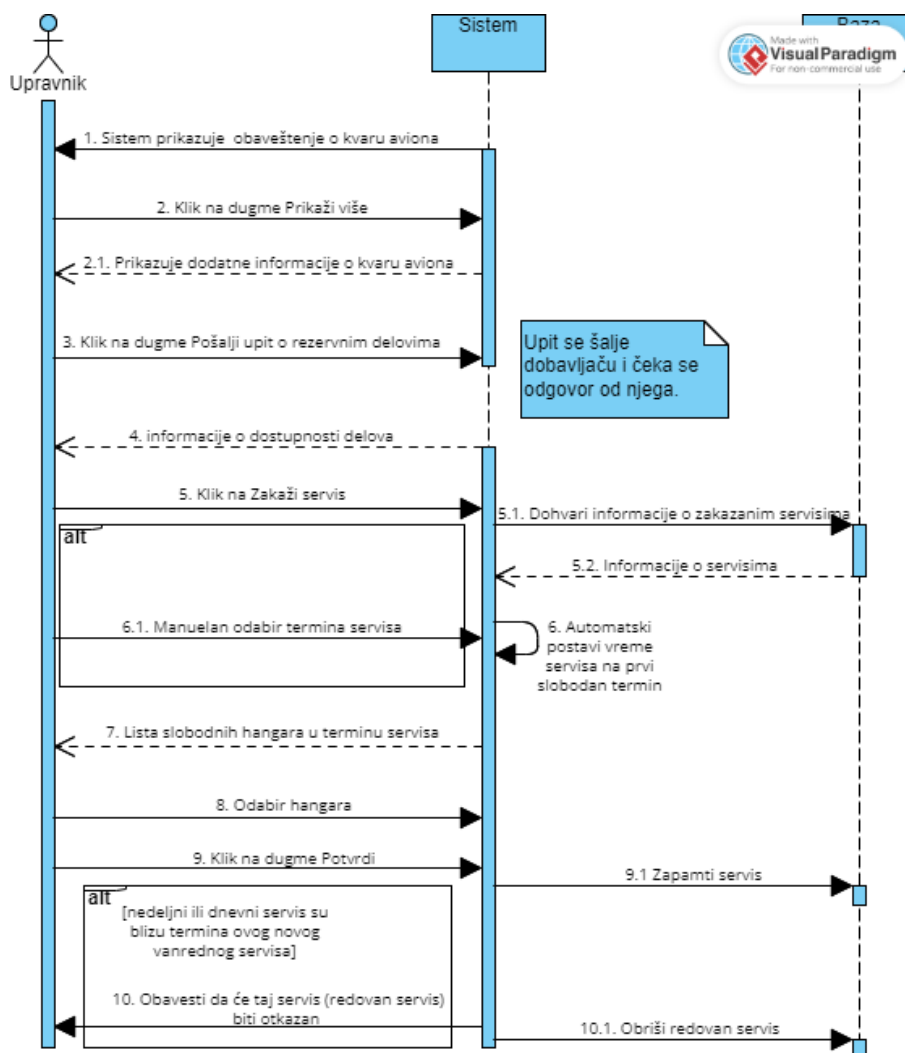 Sistem
Baza
Made with
Visual Paradigm
For non-commercial use
Upravnik
1. Sistem prikazuje obaveštenje o kvaru aviona
2. Klik na dugme Prikaži više
2.1. Prikazuje dodatne informacije o kvaru aviona
3. Klik na dugme Pošalji upit o rezervnim delovima
Upit se šalje
dobavljaču i čeka se
odgovor od njega.
4. informacije o dostupnosti delova
5. Klik na Zakaži servis
5.1. Dohvari informacije o zakazanim servisima
alt
5.2. Informacije o servisima
6.1. Manuelan odabir termina servisa
6. Automatski
postavi vreme
servisa na prvi
slobodan termin
7. Lista slobodnih hangara u terminu servisa
8. Odabir hangara
9. Klik na dugme Potvrdi
9.1 Zapamti servis
alt
[nedeljni ili dnevni servis su
blizu termina ovog novog
vanrednog servisa]
10. Obavesti da će taj servis (redovan servis)
biti otkazan
10.1. Obriši redovan servis